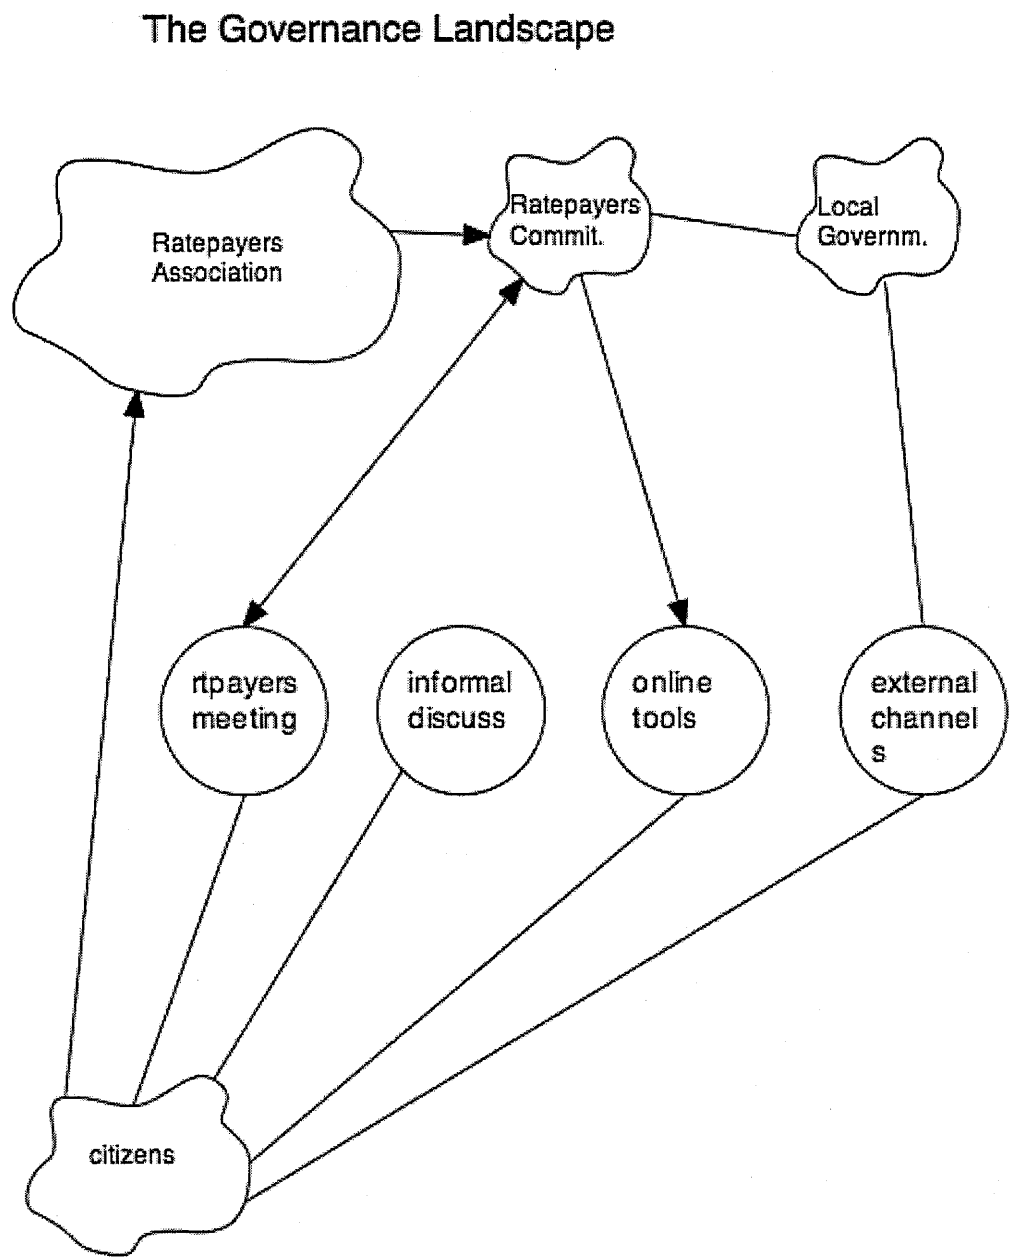 The Governance Landscape
Ratepayers
Association
Ratepayers
Commit.
Local
Governm.
rtpayers
meeting
informal
discuss
online
tools
external
channel
s
citizens